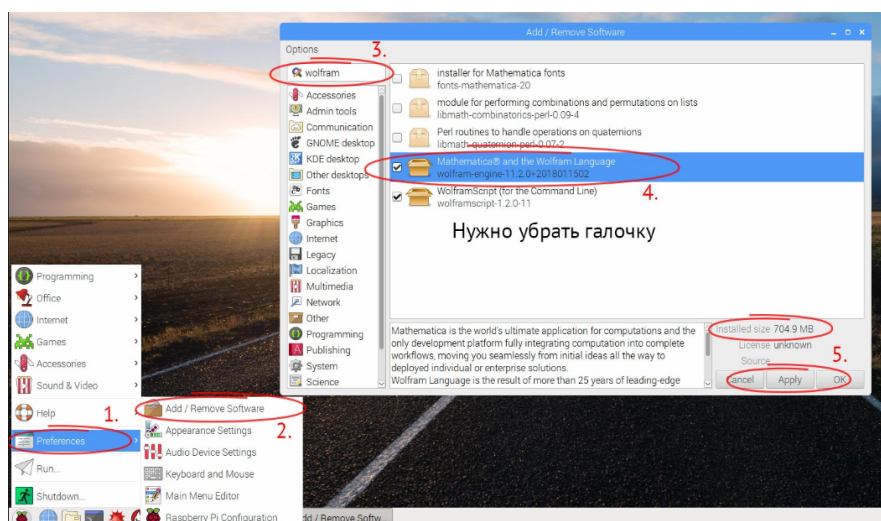 Add / Remove Software
Options
3.
wolfram
Accessories
Admin tools
Communication
GNOME desktop
KDE desktop
Other desktops
Fonts
Games
Graphics
Internet
Legacy
Localization
Multimedia
Network
Other
Programming
Publishing
System
Science
installer for Mathematica fonts
fonts-mathematica-20
module for performing combinations and permutations on lists
libmath-combinatorics-perl-0.09-4
Perl routines to handle operations on quaternions
libmath-quaternion-perl-0.07-2
Mathematica® and the Wolfram Language
wolfram-engine-11.2.0+2018011502
4.
WolframScript (for the Command Line)
wolframscript-1.2.0-11
Нужно убрать галочку
Mathematica is the world's ultimate application for computations and the
only development platform fully integrating computation into complete
workflows, moving you seamlessly from initial ideas all the way to
deployed individual or enterprise solutions.
Wolfram Language is the result of more than 25 years of leading-edge
Installed size 704.9 MB
License unknown
Source
5.
Cancel
Apply
OK
Programming
Office
Internet
Games
Accessories
Sound & Video
Help
1.
Preferences
Run...
Shutdown...
Add / Remove Software
2.
Appearance Settings
Audio Device Settings
Keyboard and Mouse
Main Menu Editor
Raspberry Pi Configuration
dd / Remove Softw...